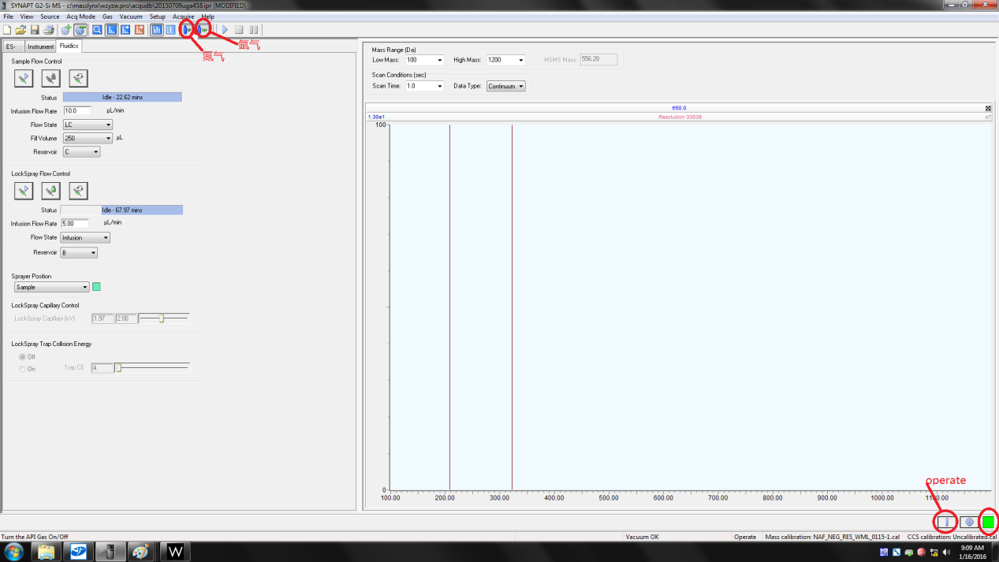 SYNAPT G2-Si MS - c:\masslynx\wzyzw.pro\acqudb\20150709uga458.ipr (MODIFIED)
File View Source Acq Mode Gas Vacuum Setup Acquire Help
氮气
氩气
ES- Instrument Fluidics
Sample Flow Control
Status Idle - 22.62 mins
Infusion Flow Rate 10.0 µL/min
Flow State LC
Fill Volume 250 µL
Reservoir C
LockSpray Flow Control
Status Idle - 67.97 mins
Infusion Flow Rate 5.00 µL/min
Flow State Infusion
Reservoir B
Sprayer Position
Sample
LockSpray Capillary Control
LockSpray Capillary (kV) 1.97 2.00
LockSpray Trap Collision Energy
Off
On Trap CE 4
Mass Range (Da)
Low Mass: 100 High Mass: 1200 MSMS Mass: 556.28
Scan Conditions (sec)
Scan Time: 1.0 Data Type: Continuum
650.0
1.30e1 Resolution 33038 x7
100
0
100.00 200.00 300.00 400.00 500.00 600.00 700.00 800.00 900.00 1000.00 1100.00
operate
Turn the API Gas On/Off Vacuum OK Operate Mass calibration: NAF_NEG_RES_WML_0115-1.cal CCS calibration: Uncalibrated.cal
W
9:09 AM
1/16/2016